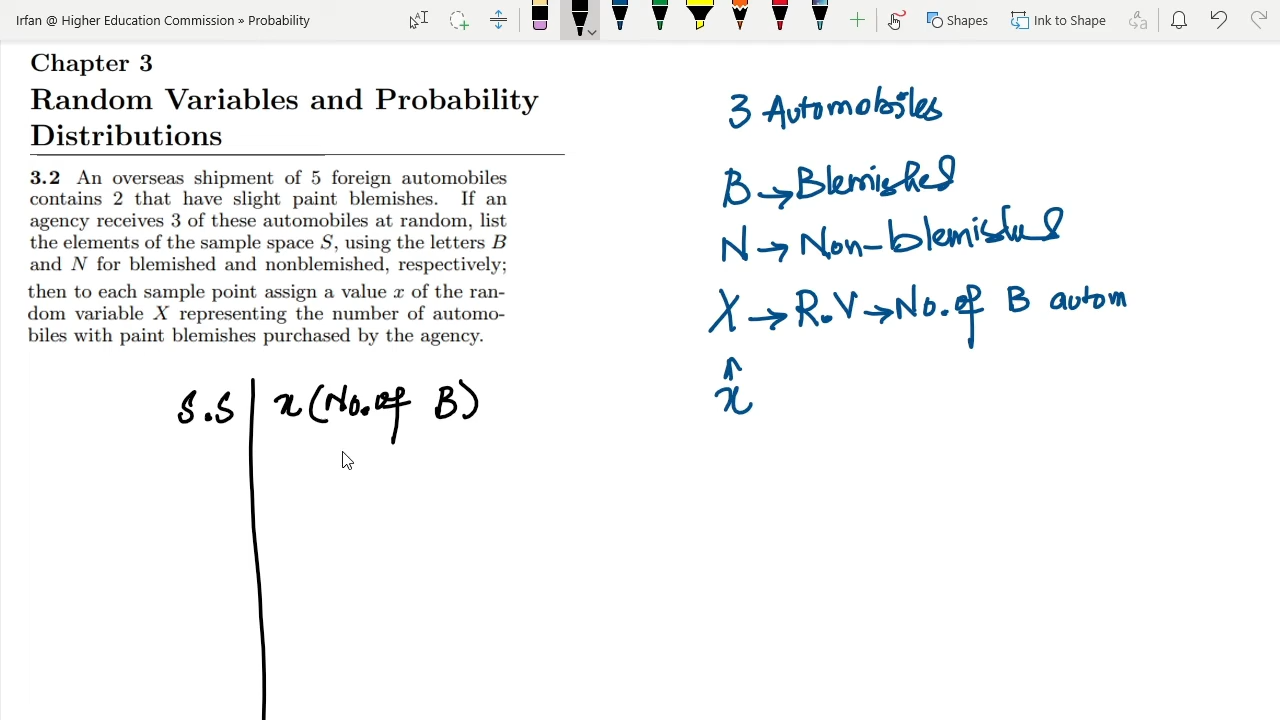 Irfan @ Higher Education Commission » Probability
Shapes
Ink to Shape
Chapter 3
Random Variables and Probability
Distributions
3.2 An overseas shipment of 5 foreign automobiles
contains 2 that have slight paint blemishes. If an
agency receives 3 of these automobiles at random, list
the elements of the sample space S, using the letters B
and N for blemished and nonblemished, respectively;
then to each sample point assign a value x of the ran-
dom variable X representing the number of automo-
biles with paint blemishes purchased by the agency.
S.S x (No. of B)
3 Automobiles
B → Blemished
N → Non-blemished
X → R.V → No. of B autom
↑
x